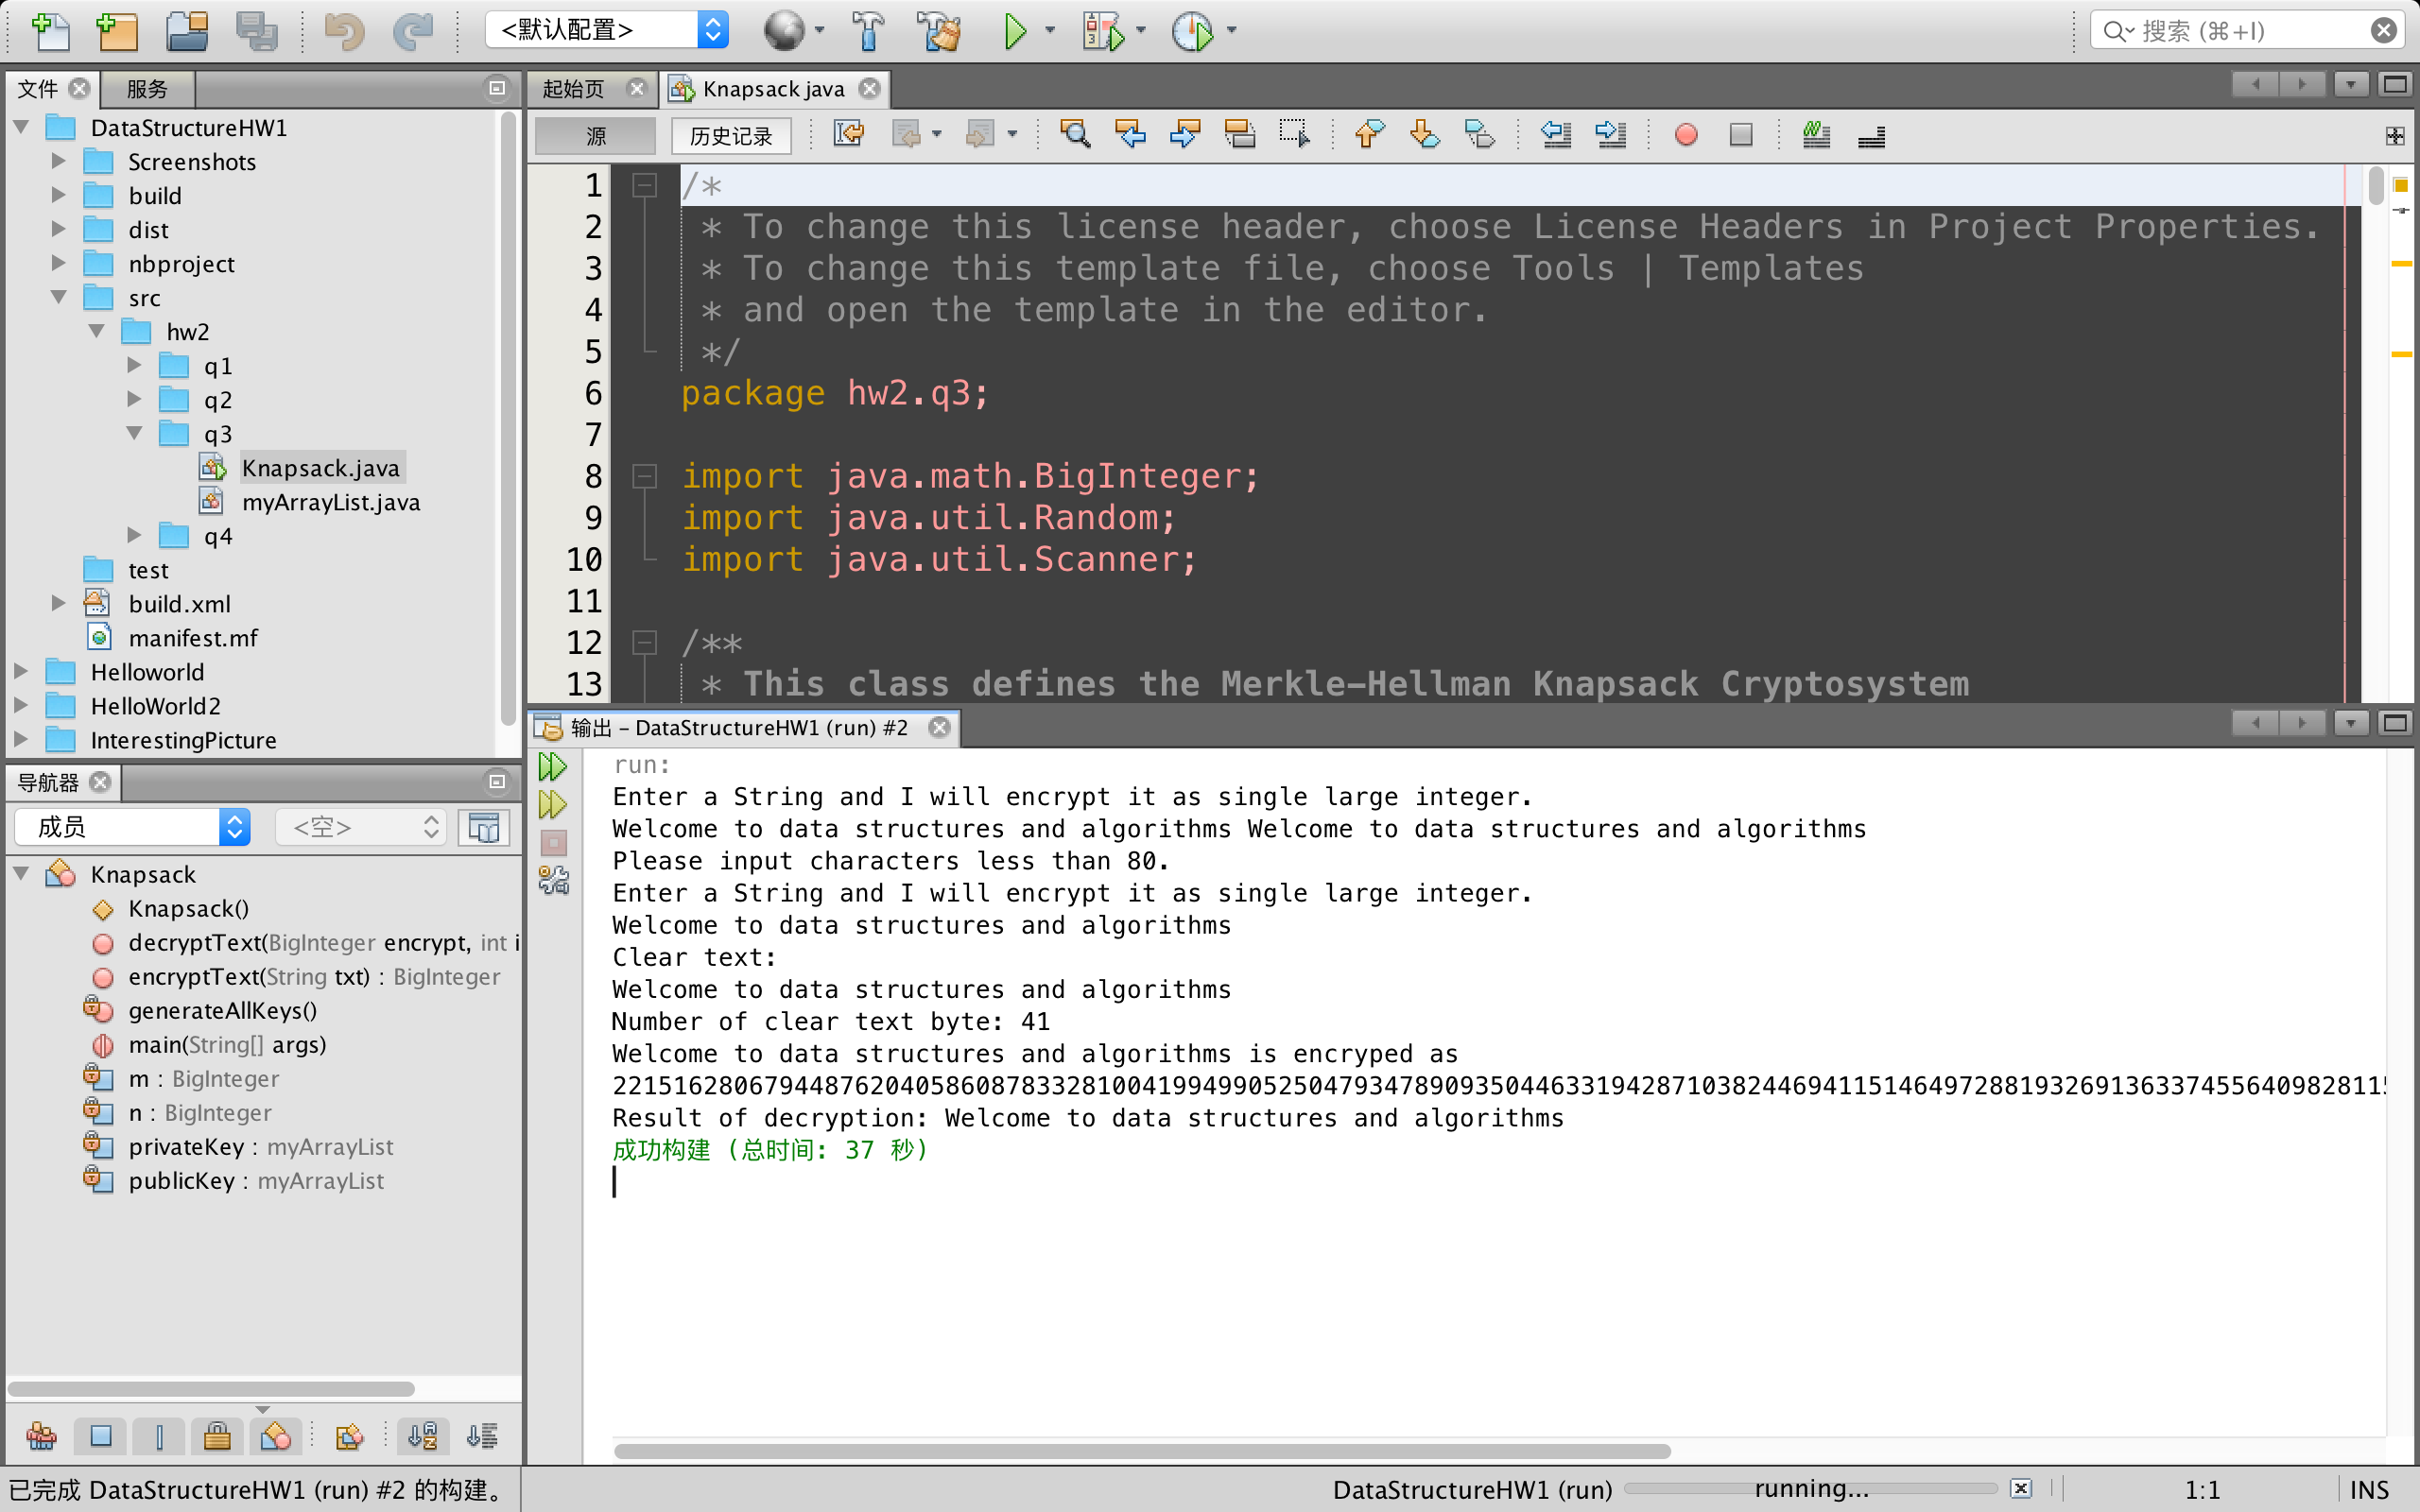 <默认配置>
搜索 (⌘+I)
文件
服务
DataStructureHW1
Screenshots
build
dist
nbproject
src
hw2
q1
q2
q3
Knapsack.java
myArrayList.java
q4
test
build.xml
manifest.mf
Helloworld
HelloWorld2
InterestingPicture
导航器
成员
<空>
Knapsack
Knapsack()
decryptText(BigInteger encrypt, int i
encryptText(String txt) : BigInteger
generateAllKeys()
main(String[] args)
m : BigInteger
n : BigInteger
privateKey : myArrayList
publicKey : myArrayList
起始页
Knapsack java
源
历史记录
1 /*
2 * To change this license header, choose License Headers in Project Properties.
3 * To change this template file, choose Tools | Templates
4 * and open the template in the editor.
5 */
6 package hw2.q3;
7
8 import java.math.BigInteger;
9 import java.util.Random;
10 import java.util.Scanner;
11
12 /**
13 * This class defines the Merkle-Hellman Knapsack Cryptosystem
输出 - DataStructureHW1 (run) #2
run:
Enter a String and I will encrypt it as single large integer.
Welcome to data structures and algorithms Welcome to data structures and algorithms
Please input characters less than 80.
Enter a String and I will encrypt it as single large integer.
Welcome to data structures and algorithms
Clear text:
Welcome to data structures and algorithms
Number of clear text byte: 41
Welcome to data structures and algorithms is encryped as
2215162806794487620405860878332810041994990525047934789093504463319428710382446941151464972881932691363374556409828115
Result of decryption: Welcome to data structures and algorithms
成功构建 (总时间: 37 秒)
已完成 DataStructureHW1 (run) #2 的构建。
DataStructureHW1 (run)
running...
1:1
INS